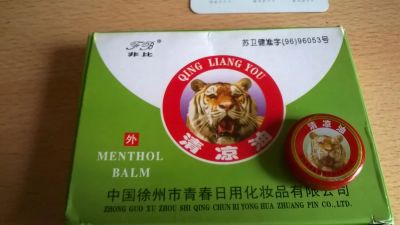 FB ®
非比
苏卫健准字(96)96053号
QING LIANG YOU
清凉油
外
MENTHOL
BALM
清凉油
中国徐州市青春日用化妆品有限公司
ZHONG GUO XU ZHOU SHI QING CHUN RI YONG HUA ZHUANG PIN CO., LTD.